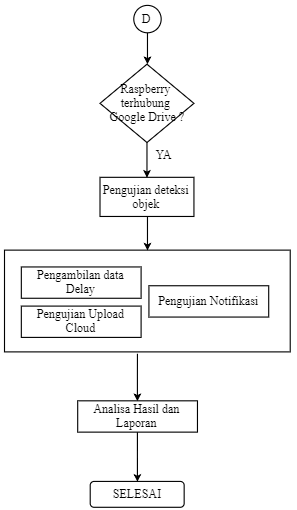 D
Raspberry
terhubung
Google Drive ?
YA
Pengujian deteksi
objek
Pengambilan data
Delay
Pengujian Notifikasi
Pengujian Upload
Cloud
Analisa Hasil dan
Laporan
SELESAI